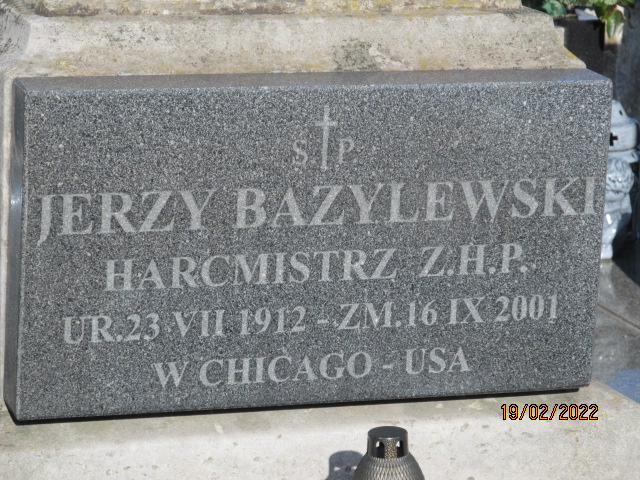 Ś P
JERZY BAZYLEWSKI
HARCMISTRZ Z.H.P.
UR.23 VII 1912 - ZM.16 IX 2001
W CHICAGO - USA
19/02/2022